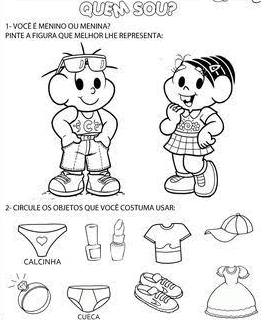 QUEM SOU?
1- VOCÊ É MENINO OU MENINA?
PINTE A FIGURA QUE MELHOR LHE REPRESENTA:
2- CIRCULE OS OBJETOS QUE VOCÊ COSTUMA USAR:
CALCINHA
CUECA